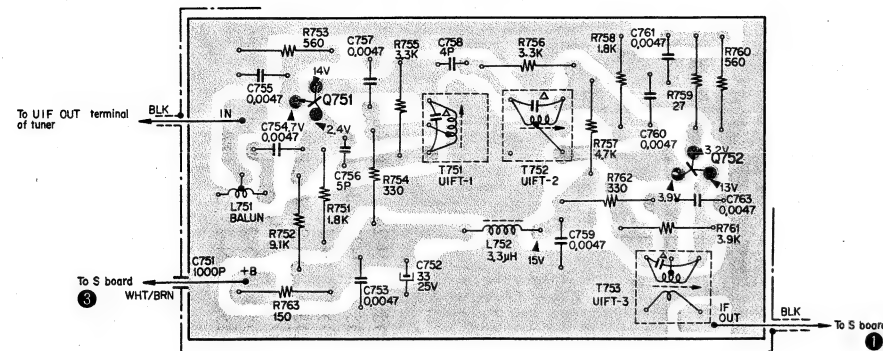 To UIF OUT terminal
of tuner
BLK
IN
R753
560
C755
0,0047
14V
Q751
C754
0,0047
4,7V
2,4V
L751
BALUN
R752
9.1K
R751
1.8K
C756
5P
C757
0,0047
R755
3.3K
R754
330
C758
4P
R756
3.3K
T751
UIFT-1
T752
UIFT-2
R758
1.8K
C761
0,0047
R760
560
R759
27
C760
0,0047
R757
4,7K
3,2V
Q752
R762
330
3,9V
13V
C763
0,0047
R761
3.9K
L752
3,3μH
15V
C759
0,0047
C751
1000P
To S board
3
WHT/BRN
+B
R763
150
C753
0,0047
C752
33
25V
T753
UIFT-3
IF
OUT
BLK
To S board
1